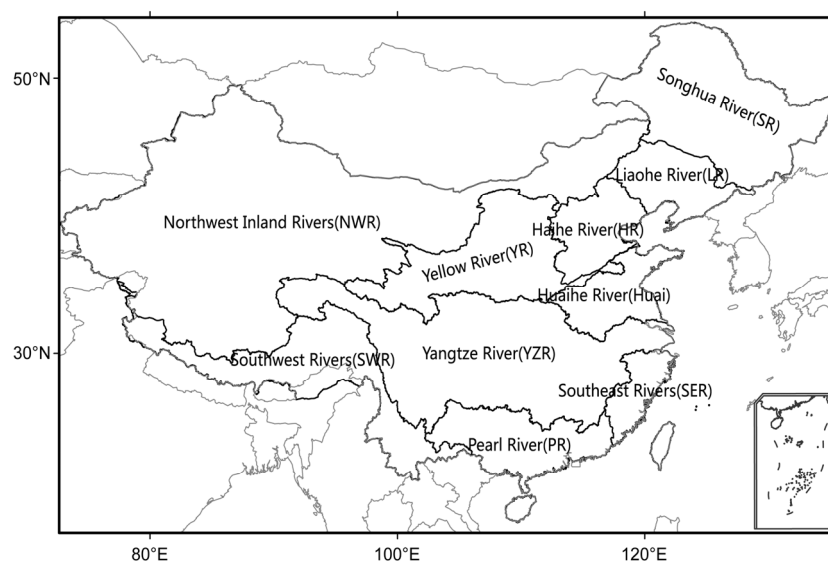 50°N
Songhua River(SR)
Liaohe River(LR)
Northwest Inland Rivers(NWR)
Haihe River(HR)
Yellow River(YR)
Huaihe River(Huai)
30°N
Southwest Rivers(SWR)
Yangtze River(YZR)
Southeast Rivers(SER)
Pearl River(PR)
80°E
100°E
120°E